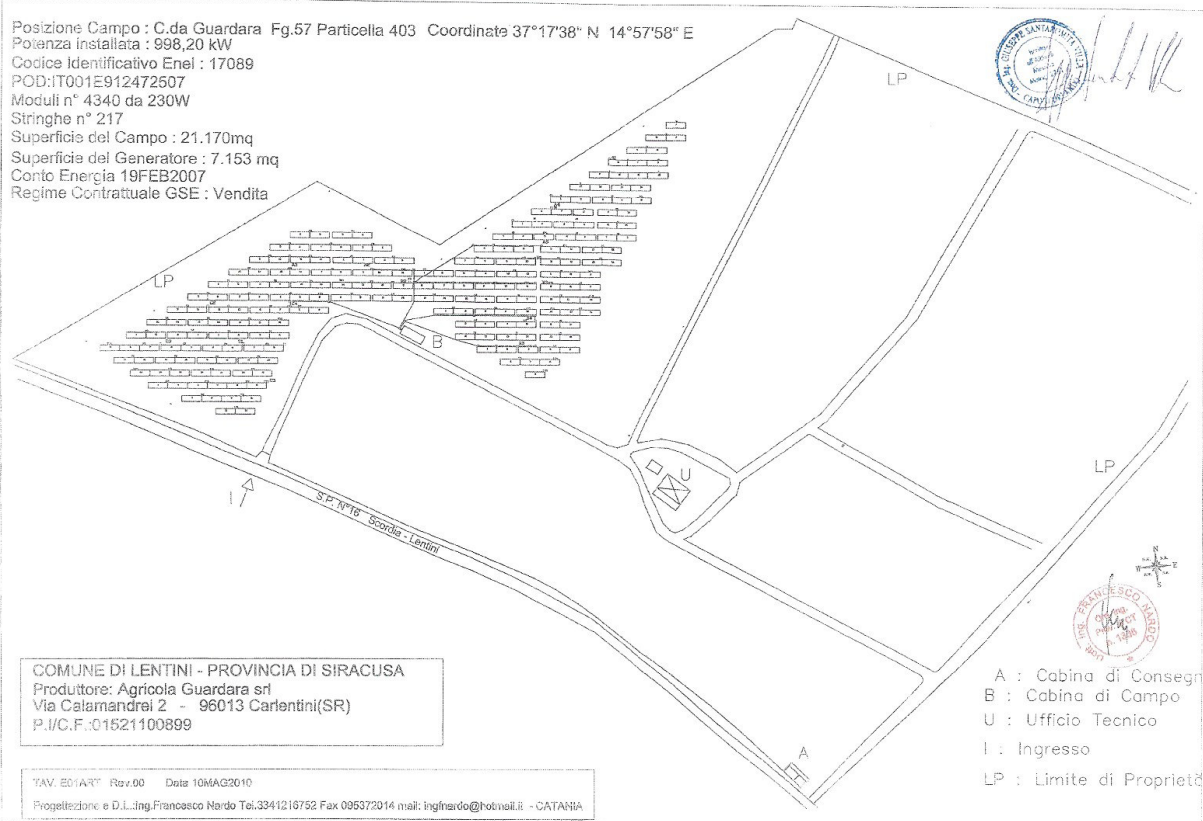 Posizione Campo : C.da Guardara Fg.57 Particella 403 Coordinate 37°17'38" N 14°57'58" E
Potenza installata : 998,20 kW
Codice Identificativo Enel : 17089
POD:IT001E912472507
Moduli n° 4340 da 230W
Stringhe n° 217
Superficie del Campo : 21.170mq
Superficie del Generatore : 7.153 mq
Conto Energia 19FEB2007
Regime Contrattuale GSE : Vendita
LP
LP
B
U
LP
I
S.P. N°16 Scordia - Lentini
A
N
W E
S
FRANCESCO NARDO
COMUNE DI LENTINI - PROVINCIA DI SIRACUSA
Produttore: Agricola Guardara srl
Via Calamandrei 2 - 96013 Carlentini(SR)
P.I/C.F.:01521100899
A : Cabina di Consegn
B : Cabina di Campo
U : Ufficio Tecnico
I : Ingresso
LP : Limite di Proprietà
TAV. E01ART Rev.00 Data 10MAG2010
Progettazione e D.L.:Ing.Francesco Nardo Tel.3341216752 Fax 095372014 mail: ingfnardo@hotmail.it - CATANIA